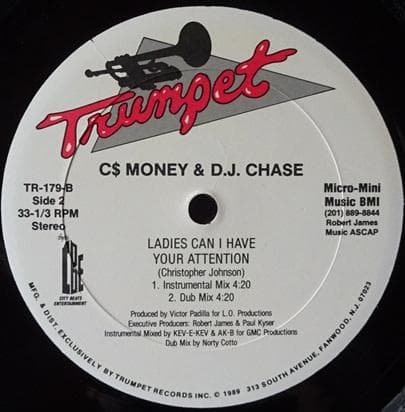 Trumpet
C$ MONEY & D.J. CHASE
TR-179-B
Side 2
33-1/3 RPM
Stereo
Micro-Mini
Music BMI
(201) 889-8844
Robert James
Music ASCAP
CBE
CITY BEATS
ENTERTAINMENT
LADIES CAN I HAVE
YOUR ATTENTION
(Christopher Johnson)
1. Instrumental Mix 4:20
2. Dub Mix 4:20
Produced by Victor Padilla for L.O. Productions
Executive Producers: Robert James & Paul Kyser
Instrumental Mixed by KEV-E-KEV & AK-B for GMC Productions
Dub Mix by Norty Cotto
MFG. & DIST. EXCLUSIVELY BY TRUMPET RECORDS INC. © 1989 313 SOUTH AVENUE, FANWOOD, N.J. 07023